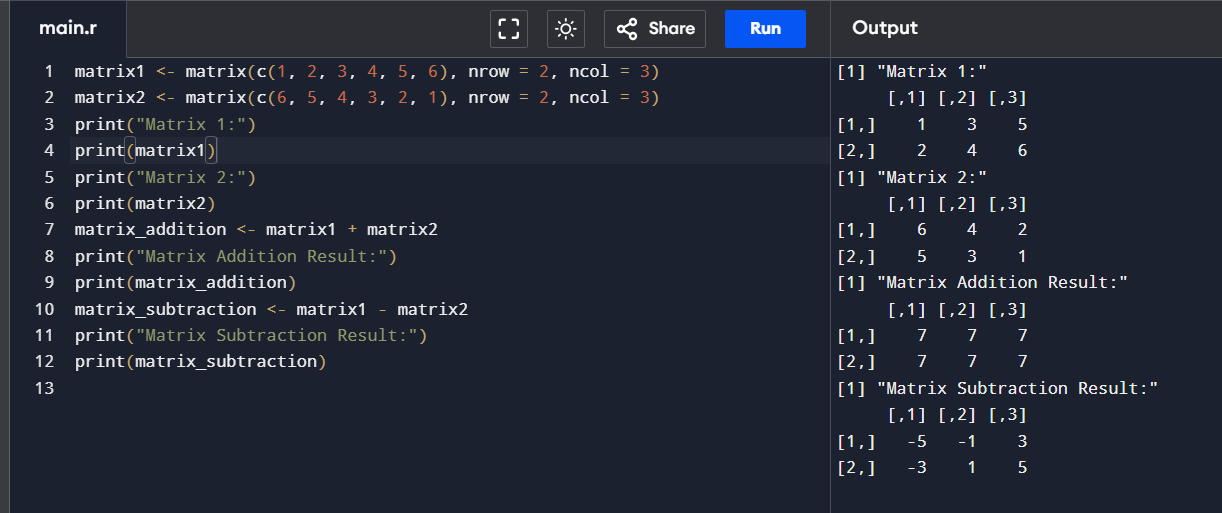 main.r
Share
Run
Output
1 matrix1 <- matrix(c(1, 2, 3, 4, 5, 6), nrow = 2, ncol = 3)
2 matrix2 <- matrix(c(6, 5, 4, 3, 2, 1), nrow = 2, ncol = 3)
3 print("Matrix 1:")
4 print(matrix1)
5 print("Matrix 2:")
6 print(matrix2)
7 matrix_addition <- matrix1 + matrix2
8 print("Matrix Addition Result:")
9 print(matrix_addition)
10 matrix_subtraction <- matrix1 - matrix2
11 print("Matrix Subtraction Result:")
12 print(matrix_subtraction)
13
[1] "Matrix 1:"
     [,1] [,2] [,3]
[1,]    1    3    5
[2,]    2    4    6
[1] "Matrix 2:"
     [,1] [,2] [,3]
[1,]    6    4    2
[2,]    5    3    1
[1] "Matrix Addition Result:"
     [,1] [,2] [,3]
[1,]    7    7    7
[2,]    7    7    7
[1] "Matrix Subtraction Result:"
     [,1] [,2] [,3]
[1,]   -5   -1    3
[2,]   -3    1    5